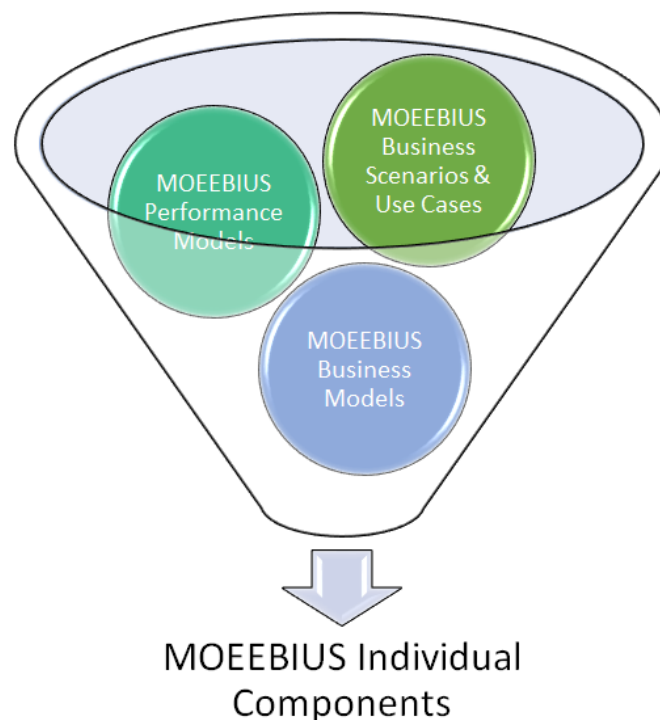 MOEEBIUS
Business
Scenarios &
Use Cases
MOEEBIUS
Performance
Models
MOEEBIUS
Business
Models
MOEEBIUS Individual
Components